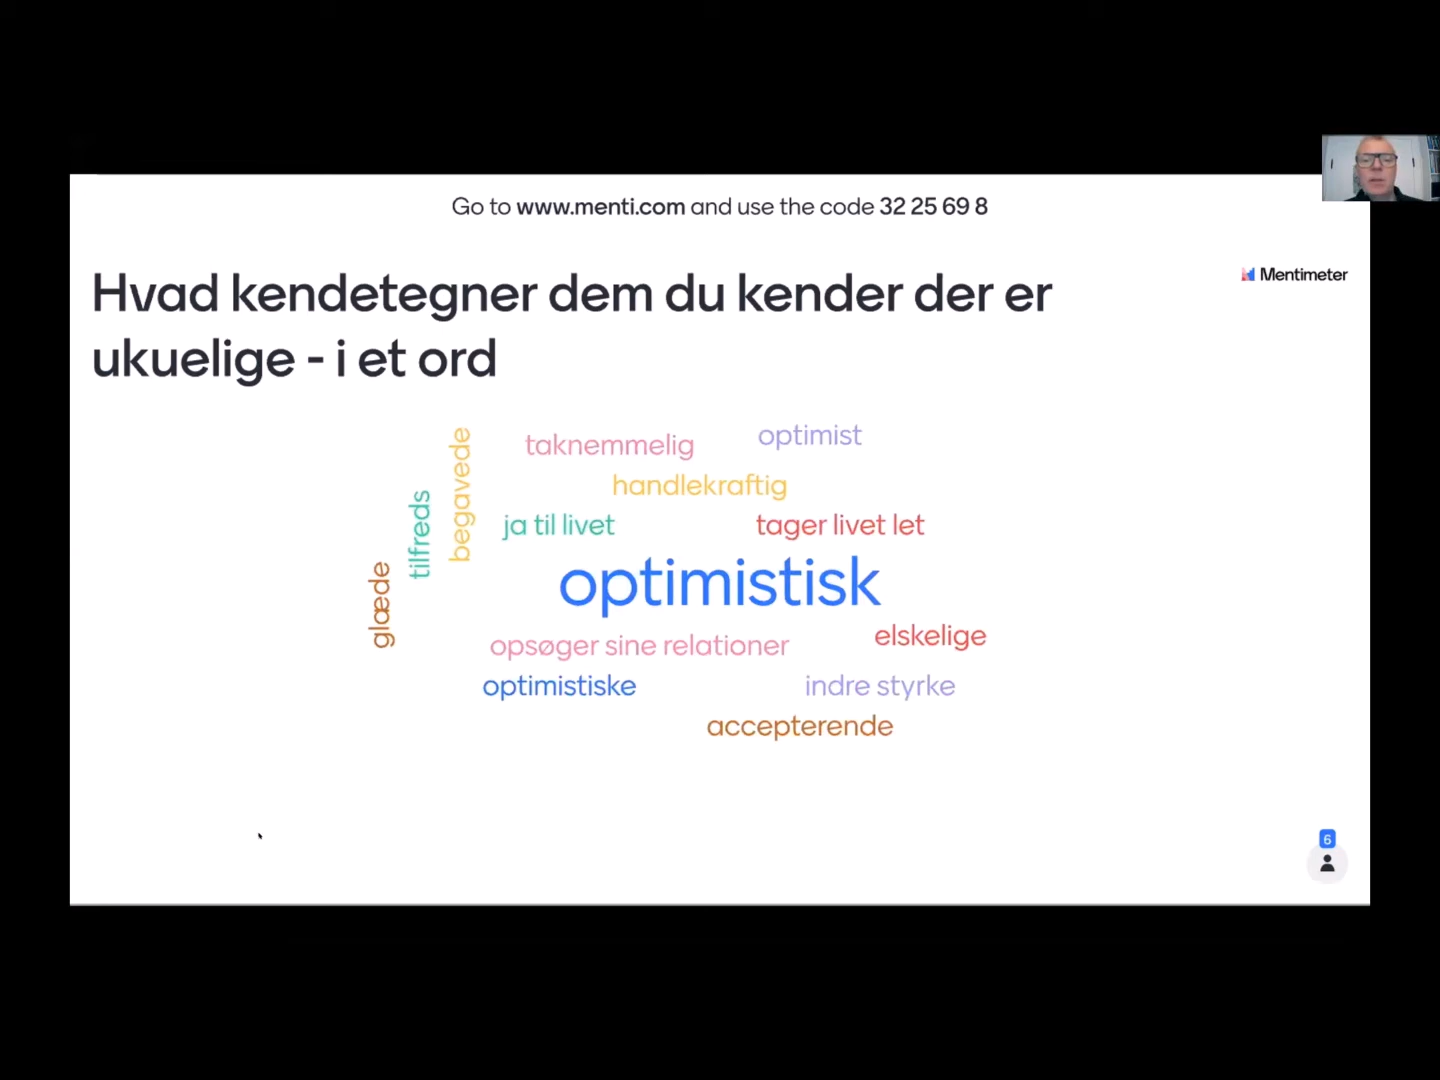 Go to www.menti.com and use the code 32 25 69 8
Mentimeter
Hvad kendetegner dem du kender der er
ukuelige - i et ord
taknemmelig
optimist
handlekraftig
begavede
tilfreds
ja til livet
tager livet let
glæde
optimistisk
opsøger sine relationer
elskelige
optimistiske
indre styrke
accepterende
6